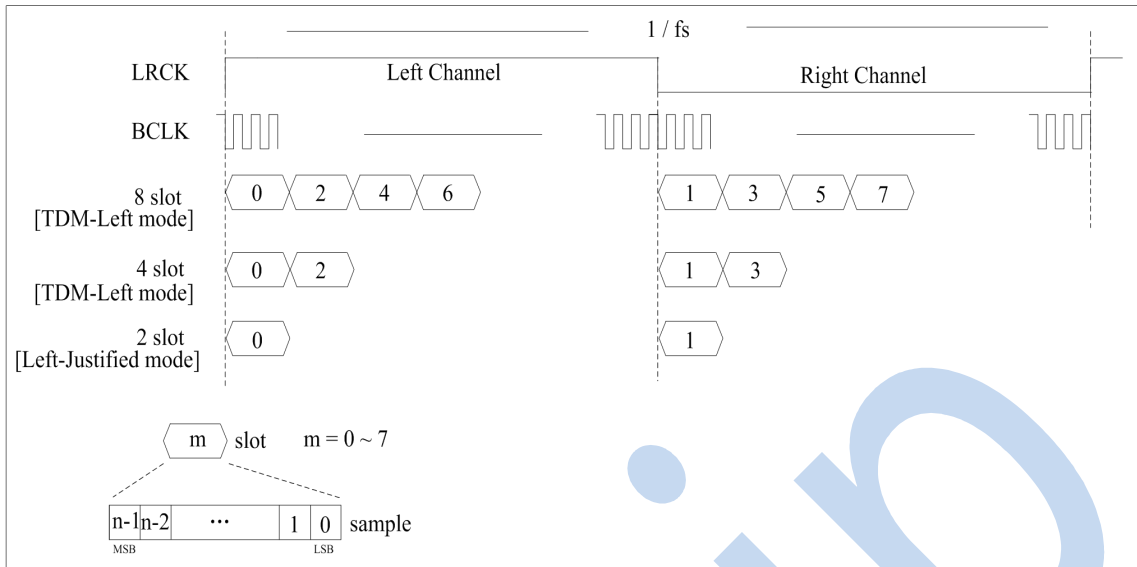 1 / fs
LRCK
Left Channel
Right Channel
BCLK
8 slot
[TDM-Left mode]
0 2 4 6
1 3 5 7
4 slot
[TDM-Left mode]
0 2
1 3
2 slot
[Left-Justified mode]
0
1
m slot m = 0 ~ 7
n-1 n-2 ... 1 0 sample
MSB LSB